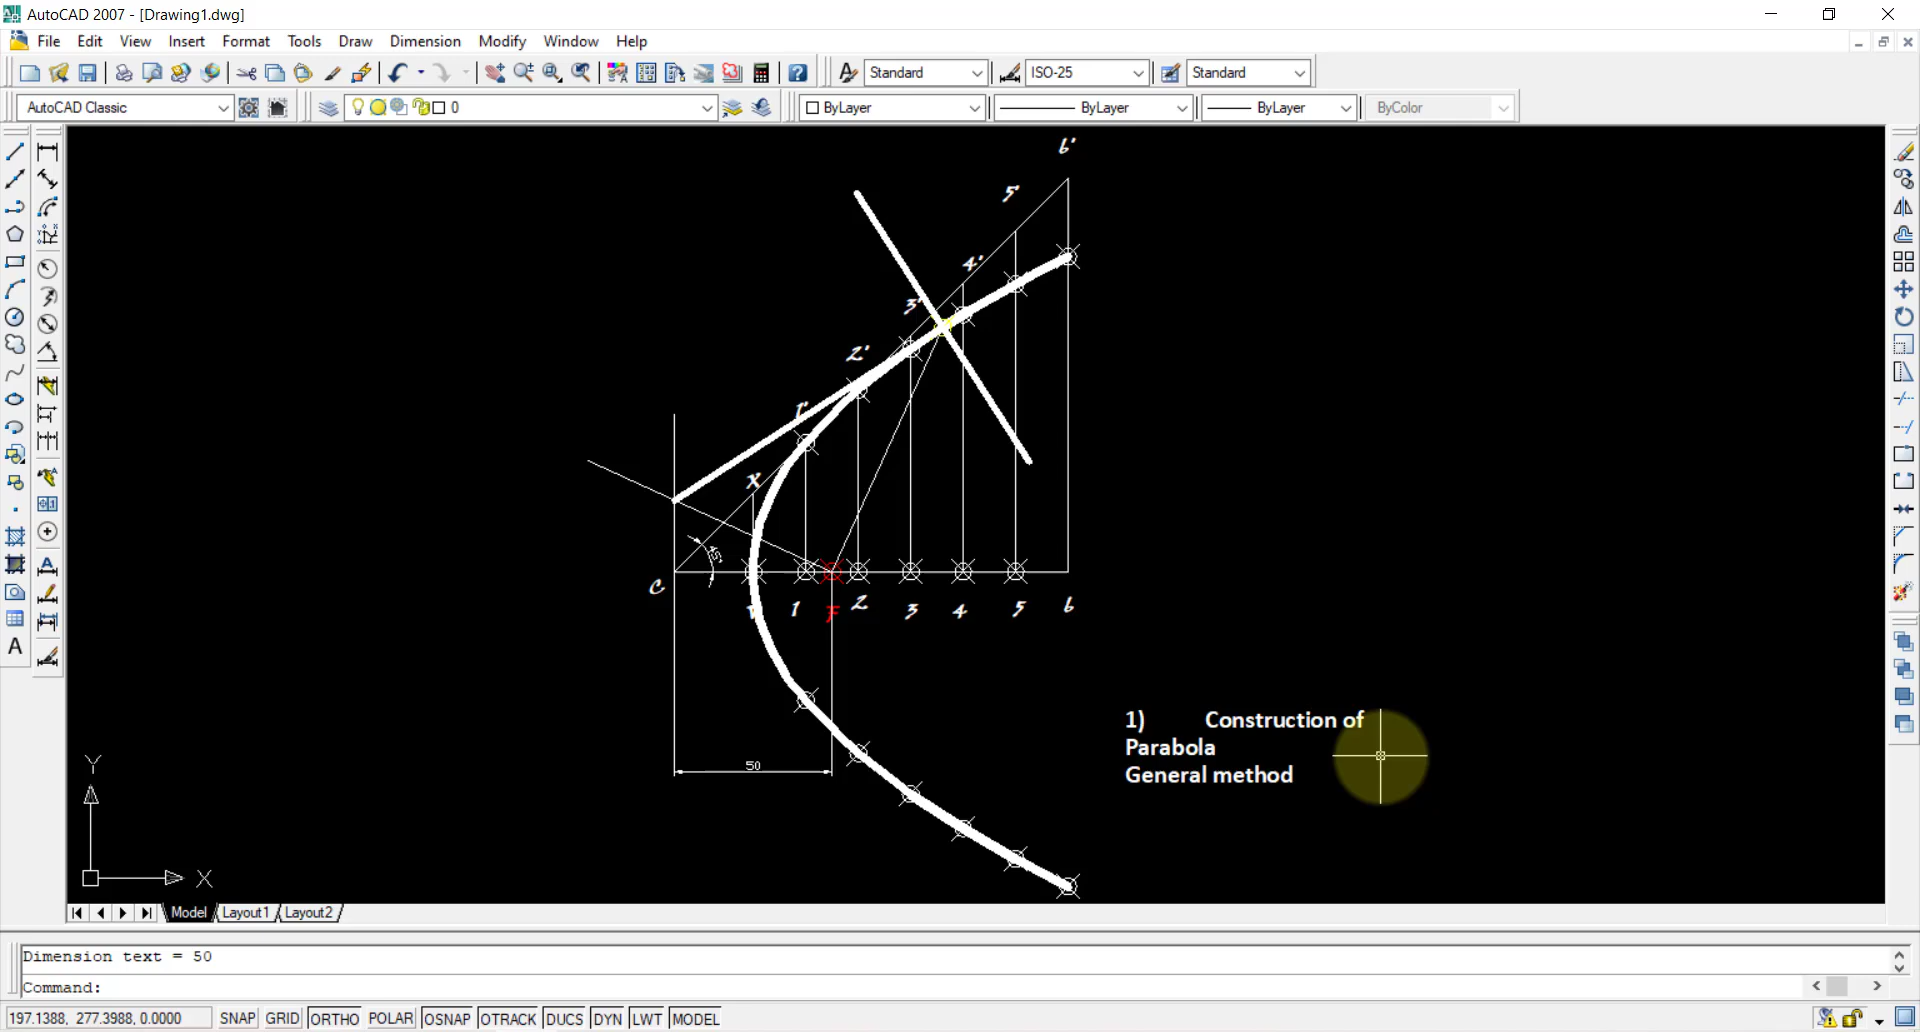 AutoCAD 2007 - [Drawing1.dwg]
File Edit View Insert Format Tools Draw Dimension Modify Window Help
Standard ISO-25 Standard
AutoCAD Classic 0 ByLayer ByLayer ByLayer ByColor
6'
5'
4'
3'
2'
1'
X
45°
C
1 F 2 3 4 5 6
50
1) Construction of
Parabola
General method
Y
X
Model Layout1 Layout2
Dimension text = 50
Command:
197.1388, 277.3988, 0.0000 SNAP GRID ORTHO POLAR OSNAP OTRACK DUCS DYN LWT MODEL